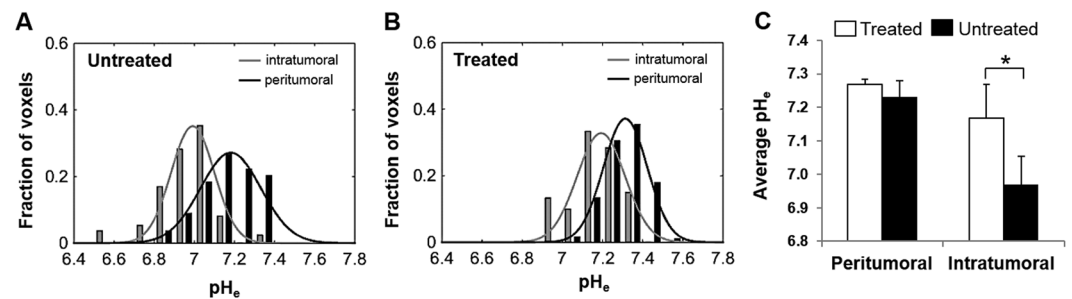 A
Untreated
intratumoral
peritumoral
Fraction of voxels
0.6
0.4
0.2
0
6.4 6.6 6.8 7 7.2 7.4 7.6 7.8
pHe
B
Treated
intratumoral
peritumoral
Fraction of voxels
0.6
0.4
0.2
0
6.4 6.6 6.8 7 7.2 7.4 7.6 7.8
pHe
C
Treated Untreated
Average pHe
7.4
7.3
7.2
7.1
7.0
6.9
6.8
*
Peritumoral Intratumoral